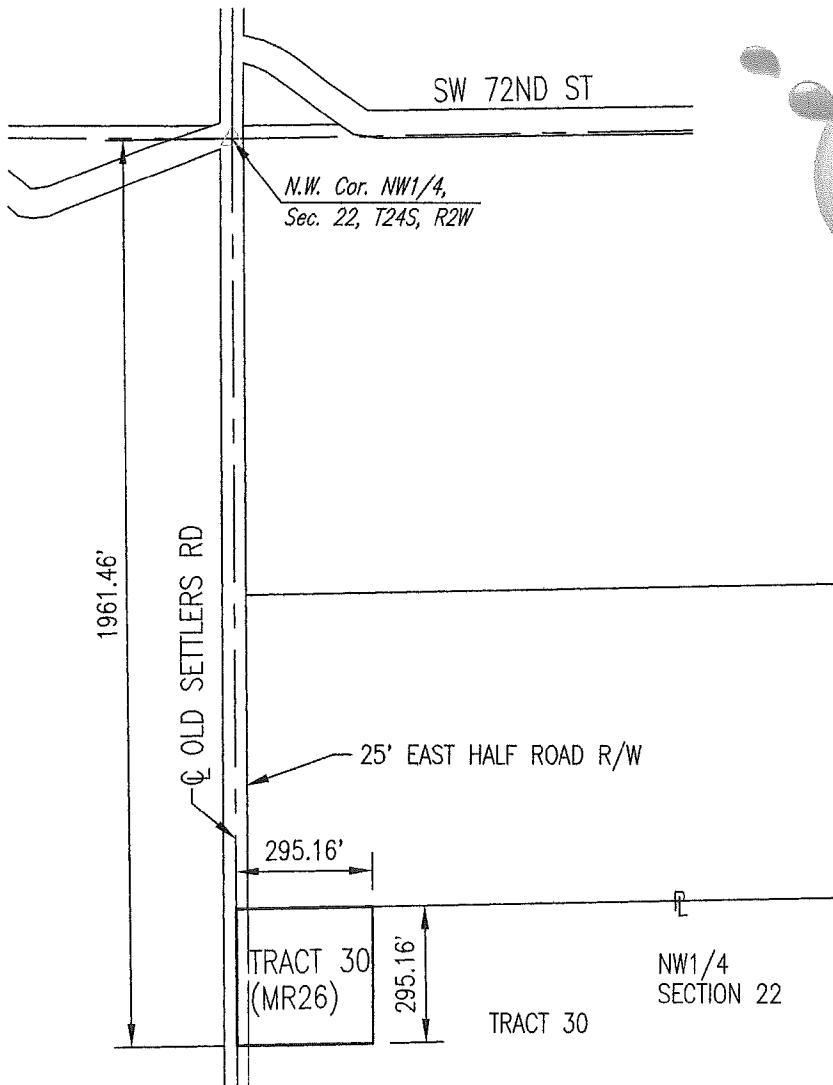 SW 72ND ST
N.W. Cor. NW1/4,
Sec. 22, T24S, R2W
1961.46'
℄ OLD SETTLERS RD
25' EAST HALF ROAD R/W
295.16'
PL
TRACT 30
(MR26)
295.16'
NW1/4
SECTION 22
TRACT 30